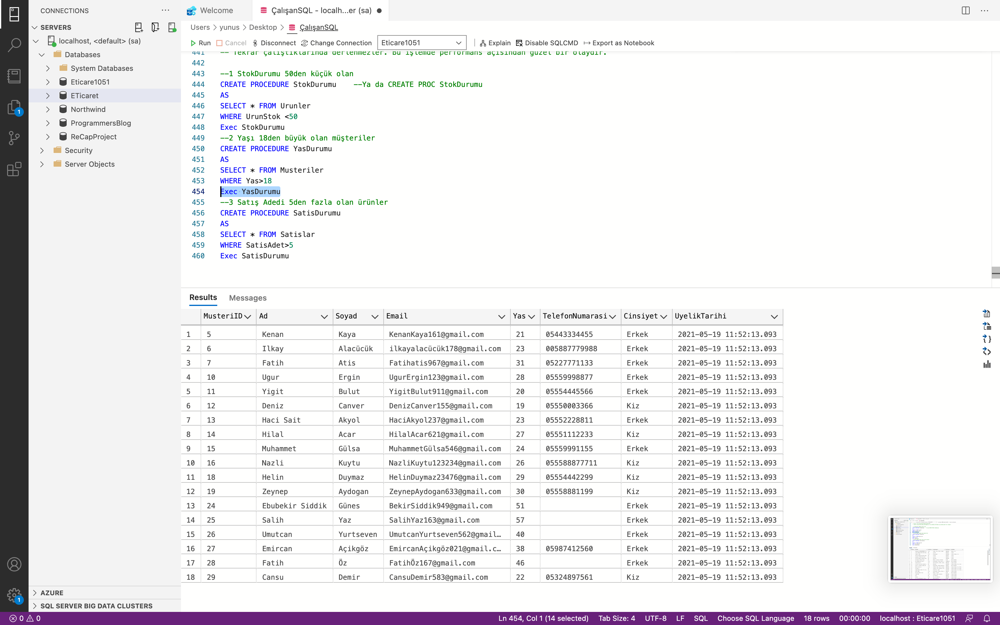 CONNECTIONS
SERVERS
localhost, <default> (sa)
Databases
System Databases
Eticare1051
ETicaret
Northwind
ProgrammersBlog
ReCapProject
Security
Server Objects
AZURE
SQL SERVER BIG DATA CLUSTERS
1
1
Welcome
ÇalışanSQL - localh...er (sa)
Users > yunus > Desktop > ÇalışanSQL
Run Cancel Disconnect Change Connection Eticare1051 Explain Disable SQLCMD Export as Notebook
441 -- Tekrar çalıştıklarında derlenmezler. Bu işlemde performans açısından güzel bir olaydır.
442
443 --1 StokDurumu 50den küçük olan
444 CREATE PROCEDURE StokDurumu --Ya da CREATE PROC StokDurumu
445 AS
446 SELECT * FROM Urunler
447 WHERE UrunStok <50
448 Exec StokDurumu
449 --2 Yaşı 18den büyük olan müşteriler
450 CREATE PROCEDURE YasDurumu
451 AS
452 SELECT * FROM Musteriler
453 WHERE Yas>18
454 Exec YasDurumu
455 --3 Satış Adedi 5den fazla olan ürünler
456 CREATE PROCEDURE SatisDurumu
457 AS
458 SELECT * FROM Satislar
459 WHERE SatisAdet>5
460 Exec SatisDurumu
Results Messages
MusteriID Ad Soyad Email Yas TelefonNumarasi Cinsiyet UyelikTarihi
1 5 Kenan Kaya KenanKaya161@gmail.com 21 05443334455 Erkek 2021-05-19 11:52:13.093
2 6 Ilkay Alacücük ilkayalacücük178@gmail.com 23 005887779988 Erkek 2021-05-19 11:52:13.093
3 7 Fatih Atis Fatihatis967@gmail.com 31 05227771133 Erkek 2021-05-19 11:52:13.093
4 10 Ugur Ergin UgurErgin123@gmail.com 28 05559998877 Erkek 2021-05-19 11:52:13.093
5 11 Yigit Bulut YigitBulut911@gmail.com 20 05554445566 Erkek 2021-05-19 11:52:13.093
6 12 Deniz Canver DenizCanver155@gmail.com 19 05550003366 Kiz 2021-05-19 11:52:13.093
7 13 Haci Sait Akyol HaciAkyol237@gmail.com 23 05552228811 Erkek 2021-05-19 11:52:13.093
8 14 Hilal Acar HilalAcar621@gmail.com 27 05551112233 Kiz 2021-05-19 11:52:13.093
9 15 Muhammet Gülsa MuhammetGülsa546@gmail.com 24 05559991155 Erkek 2021-05-19 11:52:13.093
10 16 Nazli Kuytu NazliKuytu123234@gmail.com 26 055588877711 Kiz 2021-05-19 11:52:13.093
11 18 Helin Duymaz HelinDuymaz23476@gmail.com 29 05554442299 Kiz 2021-05-19 11:52:13.093
12 19 Zeynep Aydogan ZeynepAydogan633@gmail.com 30 05558881199 Kiz 2021-05-19 11:52:13.093
13 24 Ebubekir Siddik Günes BekirSiddik949@gmail.com 51 Erkek 2021-05-19 11:52:13.093
14 25 Salih Yaz SalihYaz163@gmail.com 57 Erkek 2021-05-19 11:52:13.093
15 26 Umutcan Yurtseven UmutcanYurtseven562@gmail… 40 Erkek 2021-05-19 11:52:13.093
16 27 Emircan Açikgöz EmircanAçikgöz021@gmail.c… 38 05987412560 Erkek 2021-05-19 11:52:13.093
17 28 Fatih Öz FatihÖz167@gmail.com 46 Erkek 2021-05-19 11:52:13.093
18 29 Cansu Demir CansuDemir583@gmail.com 22 05324897561 Kiz 2021-05-19 11:52:13.093
0 0 Ln 454, Col 1 (14 selected) Tab Size: 4 UTF-8 LF SQL Choose SQL Language 18 rows 00:00:00 localhost : Eticare1051